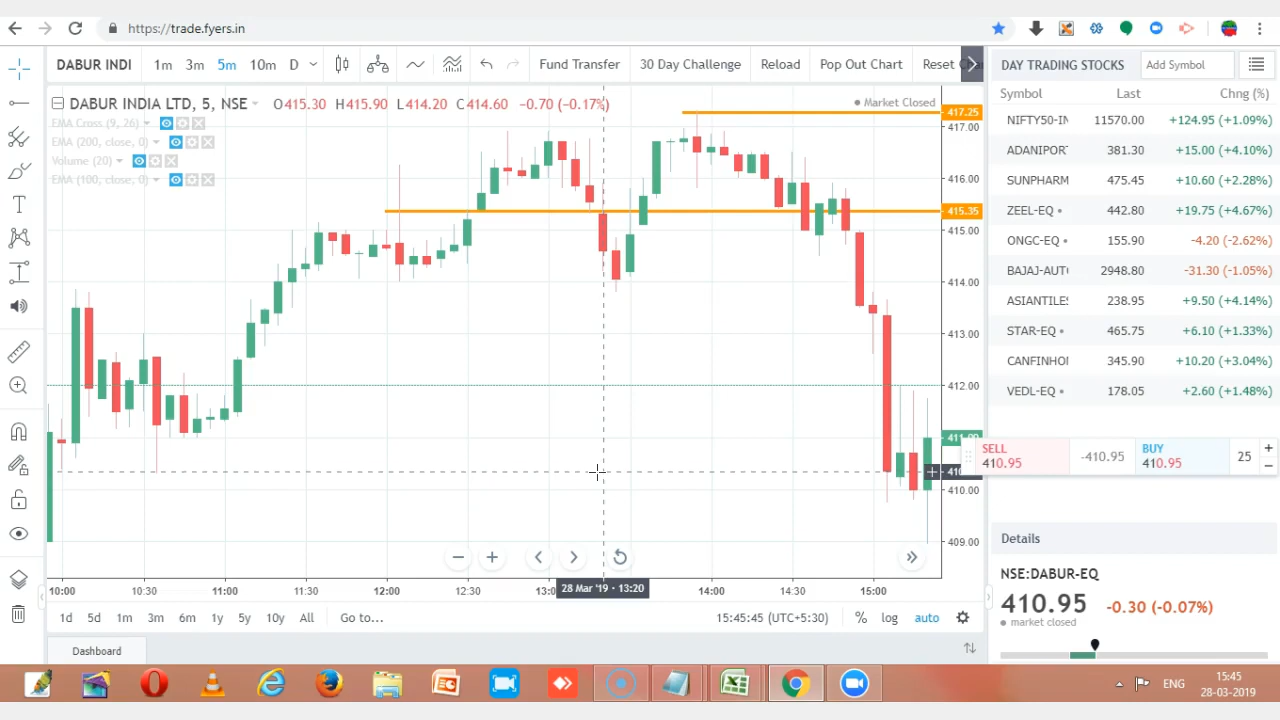 https://trade.fyers.in
DABUR INDI 1m 3m 5m 10m D Fund Transfer 30 Day Challenge Reload Pop Out Chart Reset
DAY TRADING STOCKS Add Symbol
Symbol Last Chng (%)
DABUR INDIA LTD, 5, NSE O415.30 H415.90 L414.20 C414.60 -0.70 (-0.17%)
Market Closed
EMA Cross (9, 26)
EMA (200, close, 0)
Volume (20)
EMA (100, close, 0)
417.25
417.00
416.00
415.35
415.00
414.00
413.00
412.00
410.00
409.00
NIFTY50-IN 11570.00 +124.95 (+1.09%)
ADANIPOR 381.30 +15.00 (+4.10%)
SUNPHARM 475.45 +10.60 (+2.28%)
ZEEL-EQ 442.80 +19.75 (+4.67%)
ONGC-EQ 155.90 -4.20 (-2.62%)
BAJAJ-AUT 2948.80 -31.30 (-1.05%)
ASIANTILE 238.95 +9.50 (+4.14%)
STAR-EQ 465.75 +6.10 (+1.33%)
CANFINHO 345.90 +10.20 (+3.04%)
VEDL-EQ 178.05 +2.60 (+1.48%)
SELL 410.95
-410.95
BUY 410.95
25
Details
NSE:DABUR-EQ
410.95 -0.30 (-0.07%)
market closed
10:00 10:30 11:00 11:30 12:00 12:30 13:0 28 Mar '19 - 13:20 14:00 14:30 15:00
1d 5d 1m 3m 6m 1y 5y 10y All Go to... 15:45:45 (UTC+5:30) % log auto
Dashboard
ENG
15:45
28-03-2019